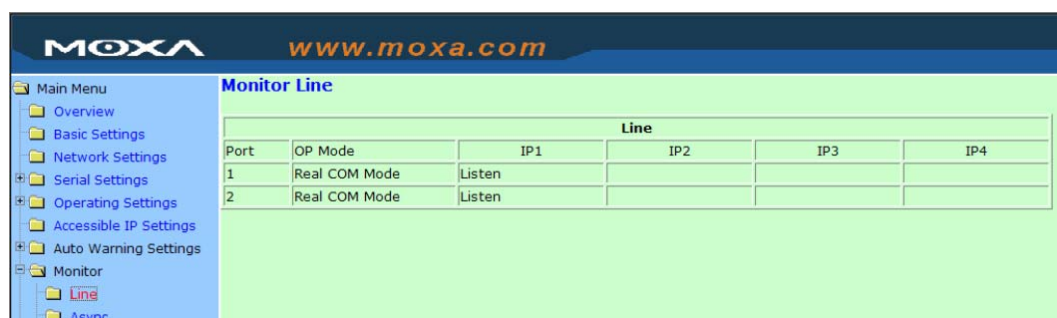 MOXA www.moxa.com
Main Menu
Overview
Basic Settings
Network Settings
Serial Settings
Operating Settings
Accessible IP Settings
Auto Warning Settings
Monitor
Line
Async
Monitor Line
Line
Port OP Mode IP1 IP2 IP3 IP4
1 Real COM Mode Listen
2 Real COM Mode Listen